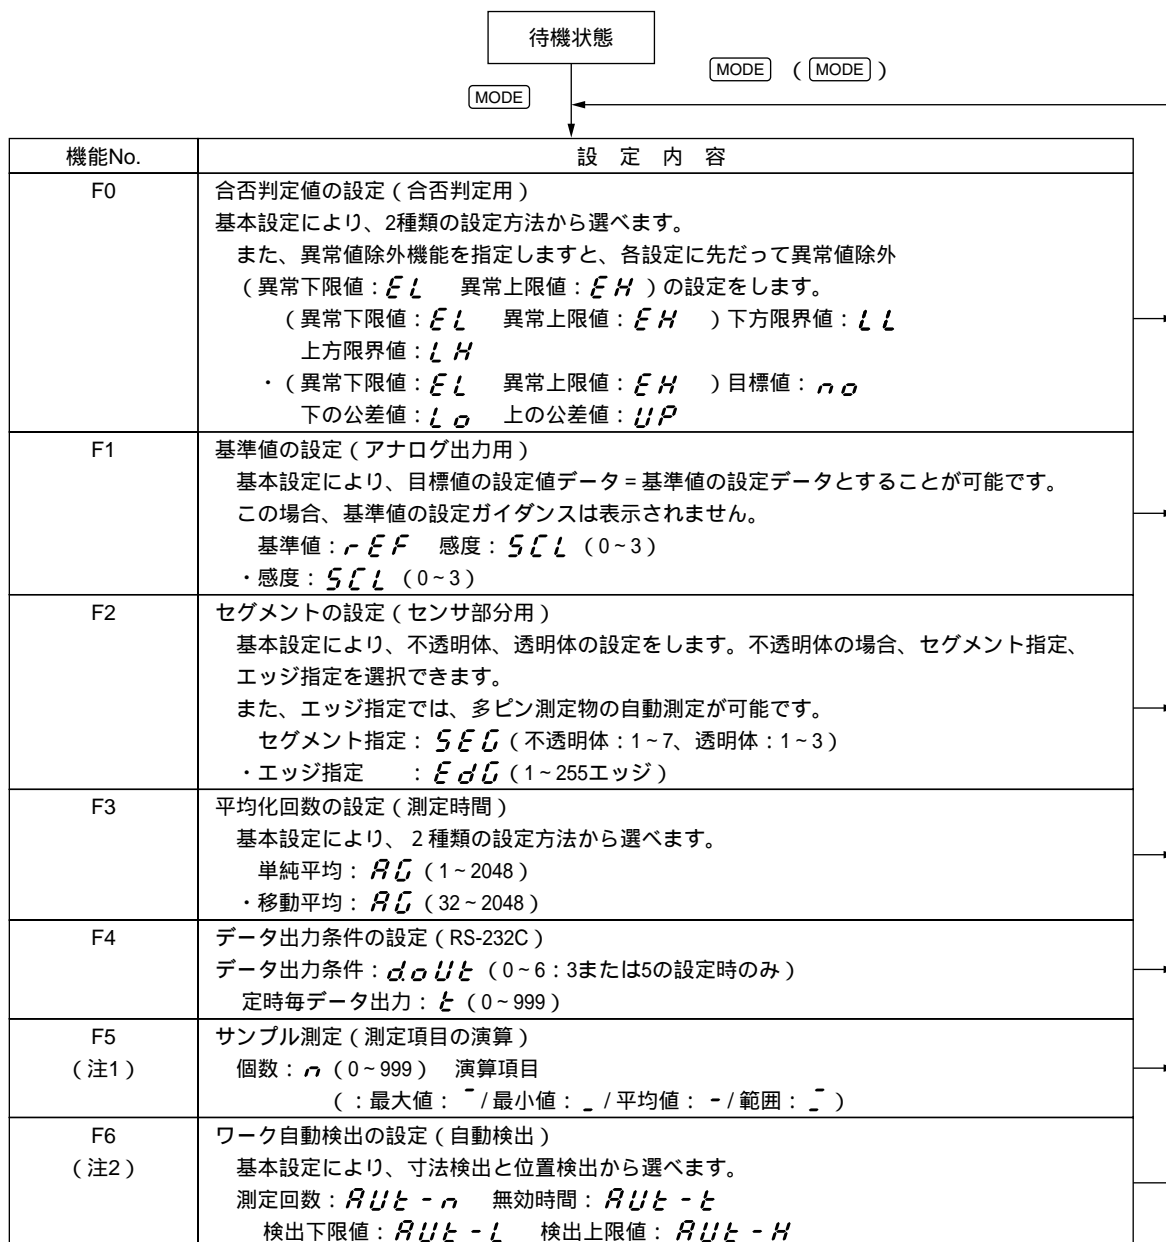 待機状態
MODE （ MODE ）
MODE
機能No. 設 定 内 容
F0 合否判定値の設定（合否判定用）
基本設定により、2種類の設定方法から選べます。
また、異常値除外機能を指定しますと、各設定に先だって異常値除外
（異常下限値：EL 異常上限値：EH ）の設定をします。
（異常下限値：EL 異常上限値：EH ）下方限界値：LL
上方限界値：LH
・（異常下限値：EL 異常上限値：EH ）目標値：no
下の公差値：Lo 上の公差値：UP
F1 基準値の設定（アナログ出力用）
基本設定により、目標値の設定値データ=基準値の設定データとすることが可能です。
この場合、基準値の設定ガイダンスは表示されません。
基準値：rEF 感度：SCL （0~3）
・感度：SCL （0~3）
F2 セグメントの設定（センサ部分用）
基本設定により、不透明体、透明体の設定をします。不透明体の場合、セグメント指定、
エッジ指定を選択できます。
また、エッジ指定では、多ピン測定物の自動測定が可能です。
セグメント指定：SEG（不透明体：1~7、透明体：1~3）
・エッジ指定 ：EdG（1~255エッジ）
F3 平均化回数の設定（測定時間）
基本設定により、２種類の設定方法から選べます。
単純平均：AG（1~2048）
・移動平均：AG（32~2048）
F4 データ出力条件の設定（RS-232C）
データ出力条件：d.oUt（0~6：3または5の設定時のみ）
定時毎データ出力：t（0~999）
F5 サンプル測定（測定項目の演算）
（注1） 個数：n（0~999） 演算項目
（：最大値：¯/最小値：_/平均値：-/範囲： ）
F6 ワーク自動検出の設定（自動検出）
（注2） 基本設定により、寸法検出と位置検出から選べます。
測定回数：AUt-n 無効時間：AUt-t
検出下限値：AUt-L 検出上限値：AUt-H